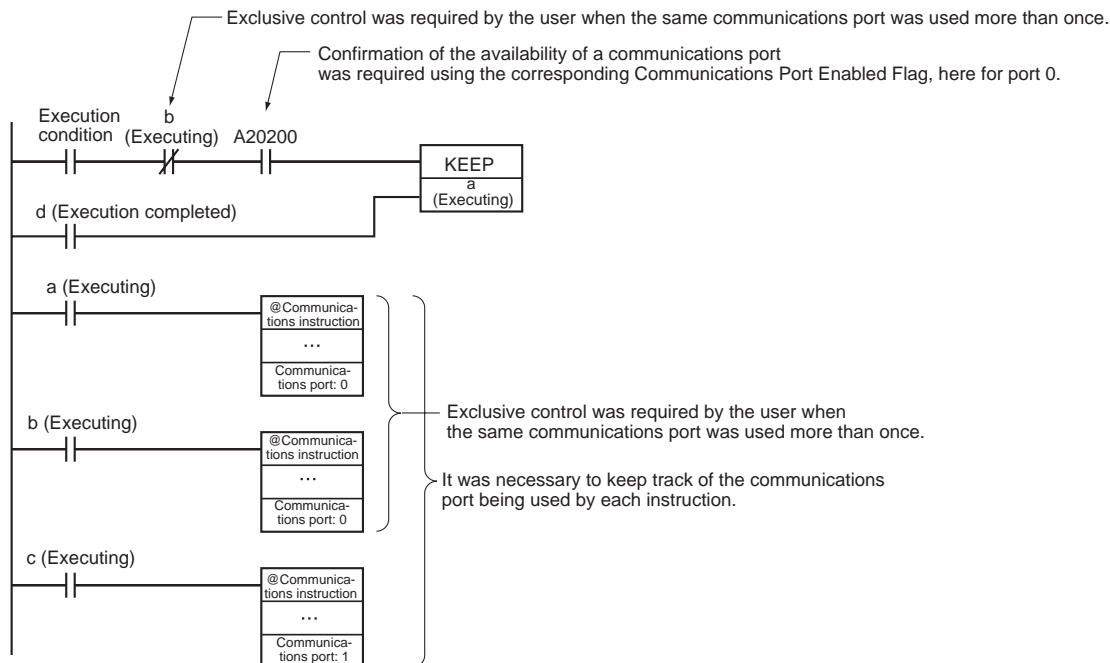 Exclusive control was required by the user when the same communications port was used more than once.
Confirmation of the availability of a communications port
was required using the corresponding Communications Port Enabled Flag, here for port 0.
Execution
condition
b
(Executing)
A20200
KEEP
a
(Executing)
d (Execution completed)
a (Executing)
@Communica-
tions instruction
...
Communica-
tions port: 0
Exclusive control was required by the user when
the same communications port was used more than once.
b (Executing)
@Communica-
tions instruction
...
Communica-
tions port: 0
It was necessary to keep track of the communications
port being used by each instruction.
c (Executing)
@Communica-
tions instruction
...
Communica-
tions port: 1